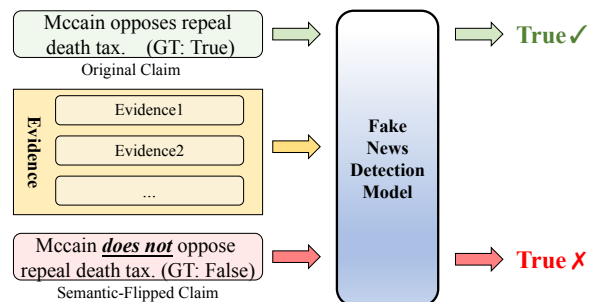 Mccain opposes repeal
death tax. (GT: True)
Original Claim
True✓
Evidence
Evidence1
Evidence2
...
Fake
News
Detection
Model
Mccain does not oppose
repeal death tax. (GT: False)
Semantic-Flipped Claim
True✗